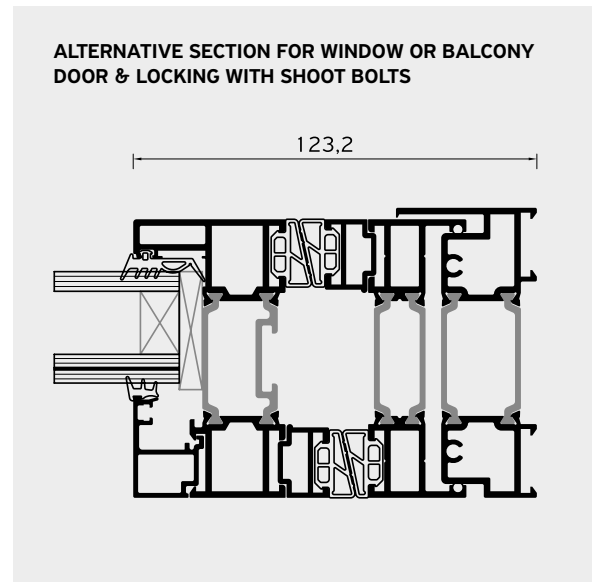 ALTERNATIVE SECTION FOR WINDOW OR BALCONY
DOOR & LOCKING WITH SHOOT BOLTS
123,2